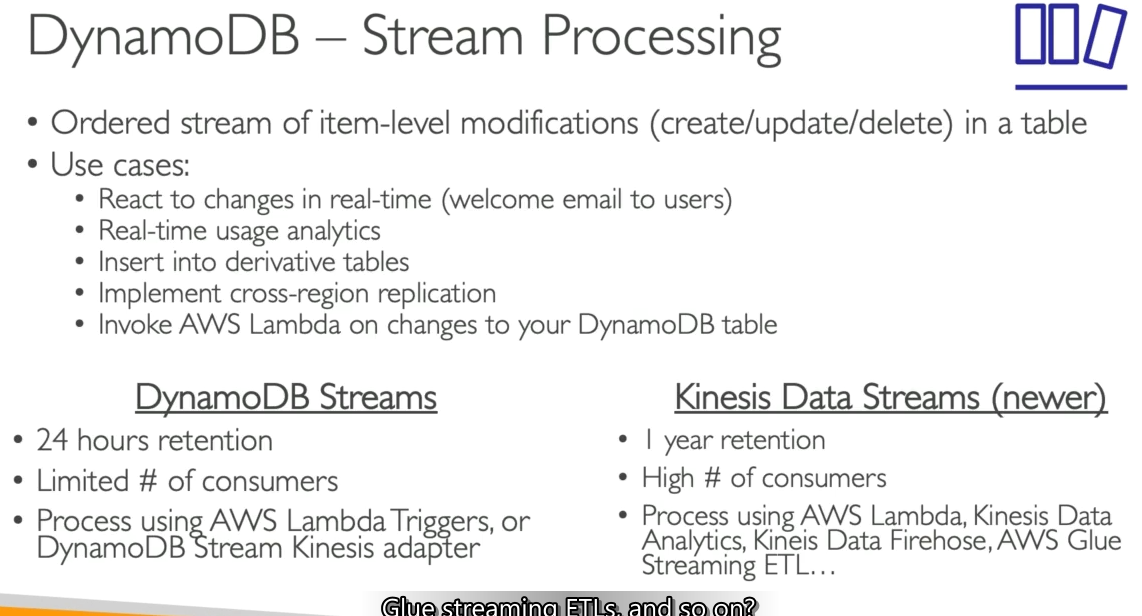 DynamoDB – Stream Processing
• Ordered stream of item-level modifications (create/update/delete) in a table
• Use cases:
• React to changes in real-time (welcome email to users)
• Real-time usage analytics
• Insert into derivative tables
• Implement cross-region replication
• Invoke AWS Lambda on changes to your DynamoDB table
DynamoDB Streams
• 24 hours retention
• Limited # of consumers
• Process using AWS Lambda Triggers, or
DynamoDB Stream Kinesis adapter
Kinesis Data Streams (newer)
• 1 year retention
• High # of consumers
• Process using AWS Lambda, Kinesis Data
Analytics, Kineis Data Firehose, AWS Glue
Streaming ETL…
Glue streaming ETLs, and so on?